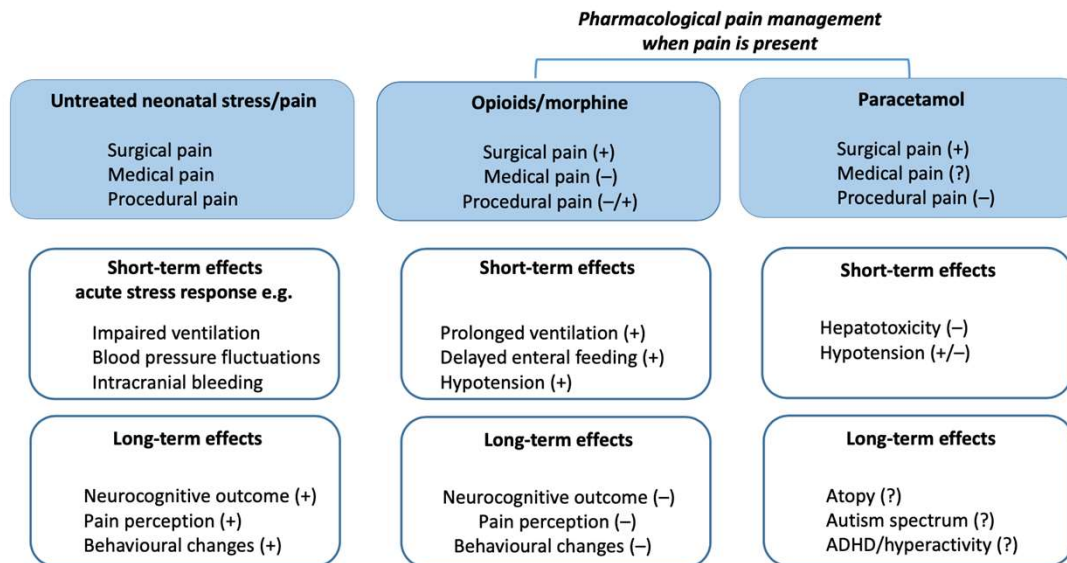 Pharmacological pain management
when pain is present
Untreated neonatal stress/pain
Surgical pain
Medical pain
Procedural pain
Opioids/morphine
Surgical pain (+)
Medical pain (–)
Procedural pain (–/+)
Paracetamol
Surgical pain (+)
Medical pain (?)
Procedural pain (–)
Short-term effects
acute stress response e.g.
Impaired ventilation
Blood pressure fluctuations
Intracranial bleeding
Short-term effects
Prolonged ventilation (+)
Delayed enteral feeding (+)
Hypotension (+)
Short-term effects
Hepatotoxicity (–)
Hypotension (+/–)
Long-term effects
Neurocognitive outcome (+)
Pain perception (+)
Behavioural changes (+)
Long-term effects
Neurocognitive outcome (–)
Pain perception (–)
Behavioural changes (–)
Long-term effects
Atopy (?)
Autism spectrum (?)
ADHD/hyperactivity (?)